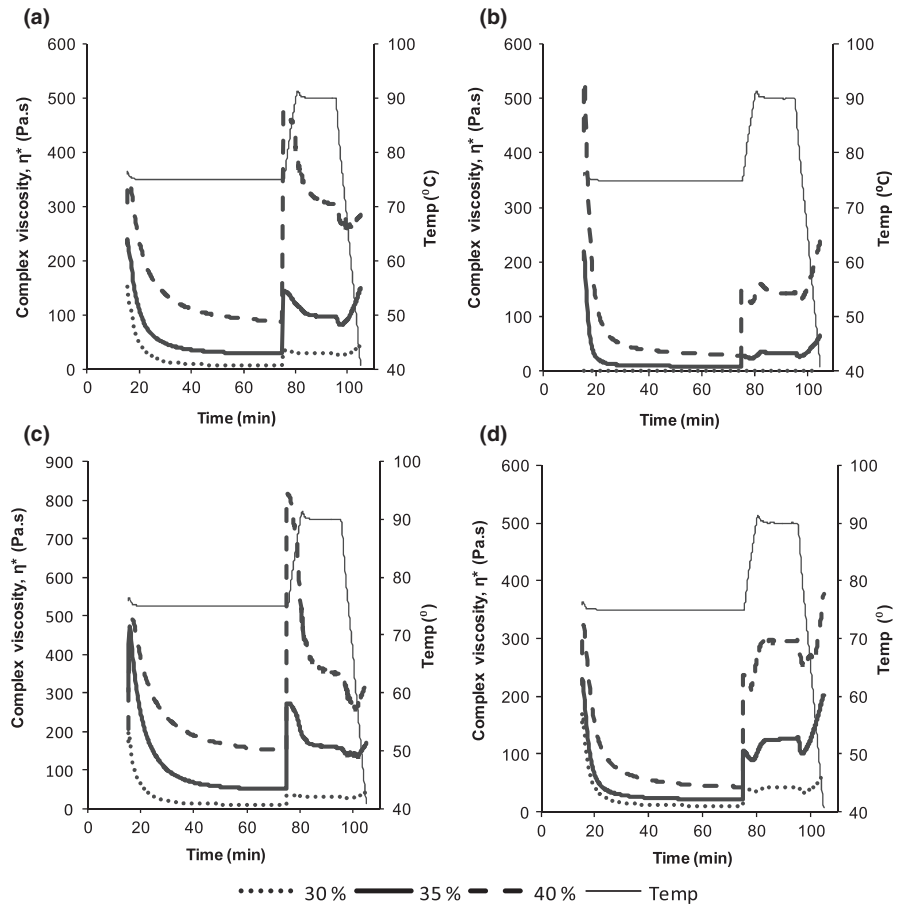 (a)
600
500
400
300
200
100
0
Complex viscosity, η* (Pa.s)
100
90
80
70
60
50
40
Temp (⁰C)
0 20 40 60 80 100
Time (min)
(b)
600
500
400
300
200
100
0
Complex viscosity, η* (Pa.s)
100
90
80
70
60
50
40
Temp (⁰C)
0 20 40 60 80 100
Time (min)
(c)
900
800
700
600
500
400
300
200
100
0
Complex viscosity, η* (Pa.s)
100
90
80
70
60
50
40
Temp (⁰)
0 20 40 60 80 100
Time (min)
(d)
600
500
400
300
200
100
0
Complex viscosity, η* (Pa.s)
100
90
80
70
60
50
40
Temp (⁰)
0 20 40 60 80 100
Time (min)
30 % 35 % 40 % Temp